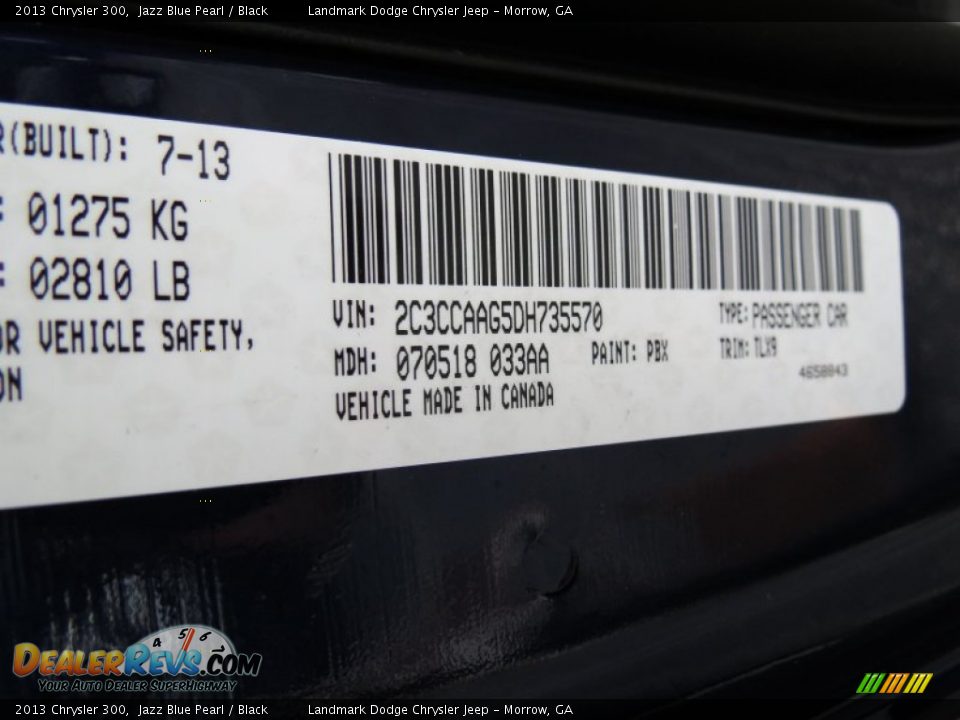 2013 Chrysler 300, Jazz Blue Pearl / Black Landmark Dodge Chrysler Jeep - Morrow, GA
R(BUILT): 7-13
: 01275 KG
: 02810 LB
OR VEHICLE SAFETY,
ON
VIN: 2C3CCAAG5DH735570 TYPE: PASSENGER CAR
MDH: 070518 033AA PAINT: PBX TRIM: TLX9
VEHICLE MADE IN CANADA 4658843
4 5 6
DEALERREVS.COM
YOUR AUTO DEALER SUPERHIGHWAY
2013 Chrysler 300, Jazz Blue Pearl / Black Landmark Dodge Chrysler Jeep - Morrow, GA